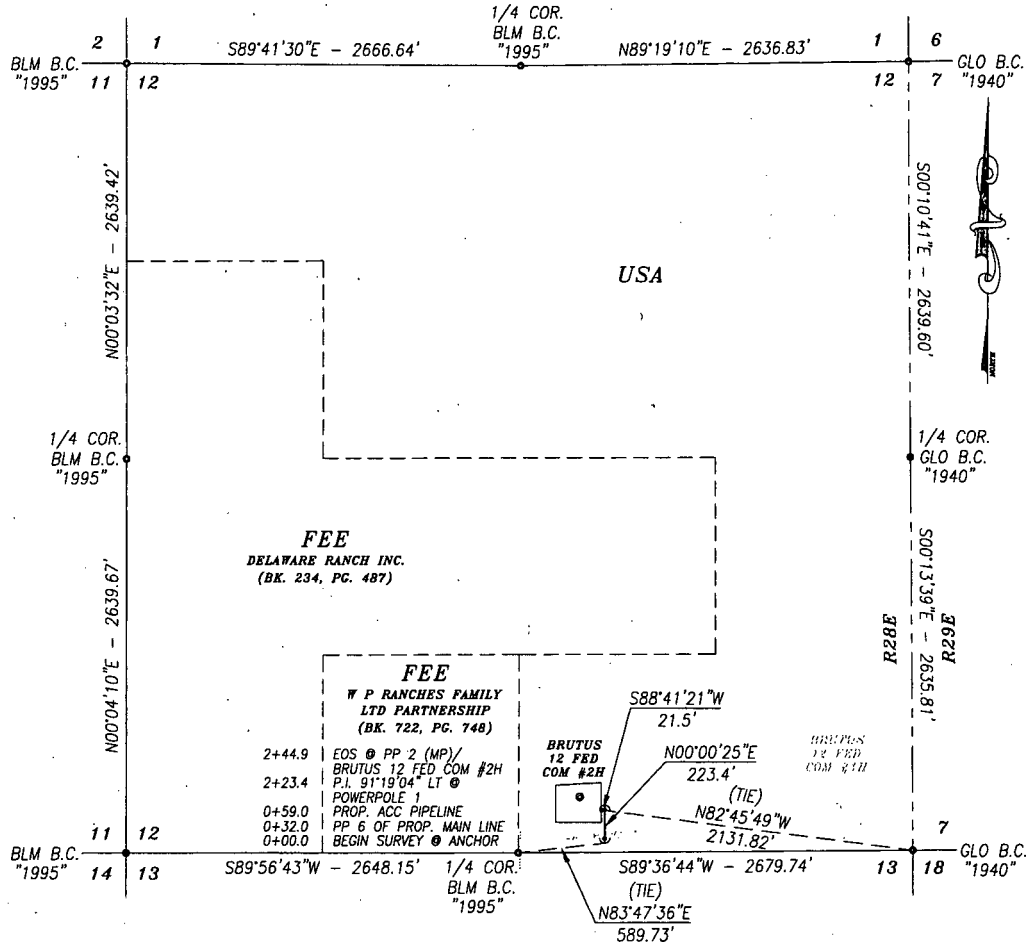 1/4 COR.
BLM B.C.
"1995"
2 1
S89°41'30"E - 2666.64'
N89°19'10"E - 2636.83'
1 6
BLM B.C.
"1995"
11 12
12 7
GLO B.C.
"1940"
N00°03'32"E - 2639.42'
S00°10'41"E - 2639.60'
USA
NORTH
1/4 COR.
BLM B.C.
"1995"
1/4 COR.
GLO B.C.
"1940"
FEE
DELAWARE RANCH INC.
(BK. 234, PG. 487)
N00°04'10"E - 2639.67'
S00°13'39"E - 2635.81'
R28E
R29E
FEE
W P RANCHES FAMILY
LTD PARTNERSHIP
(BK. 722, PG. 748)
2+44.9 EOS @ PP 2 (MP)/
BRUTUS 12 FED COM #2H
2+23.4 P.I. 91°19'04" LT @
POWERPOLE 1
0+59.0 PROP. ACC PIPELINE
0+32.0 PP 6 OF PROP. MAIN LINE
0+00.0 BEGIN SURVEY @ ANCHOR
S88°41'21"W
21.5'
BRUTUS
12 FED
COM #2H
N00°00'25"E
223.4'
BRUTUS
12 FED
COM #1H
(TIE)
N82°45'49"W
2131.82'
11 12
7
BLM B.C.
"1995"
14 13
S89°56'43"W - 2648.15'
1/4 COR.
BLM B.C.
"1995"
S89°36'44"W - 2679.74'
13 18
GLO B.C.
"1940"
(TIE)
N83°47'36"E
589.73'